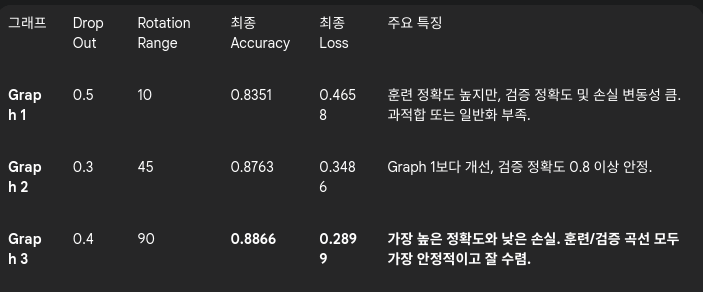 그래프 Drop Out Rotation Range 최종 Accuracy 최종 Loss 주요 특징
Graph 1 0.5 10 0.8351 0.4658 훈련 정확도 높지만, 검증 정확도 및 손실 변동성 큼.
과적합 또는 일반화 부족.
Graph 2 0.3 45 0.8763 0.3486 Graph 1보다 개선, 검증 정확도 0.8 이상 안정.
Graph 3 0.4 90 0.8866 0.2899 가장 높은 정확도와 낮은 손실. 훈련/검증 곡선 모두
가장 안정적이고 잘 수렴.